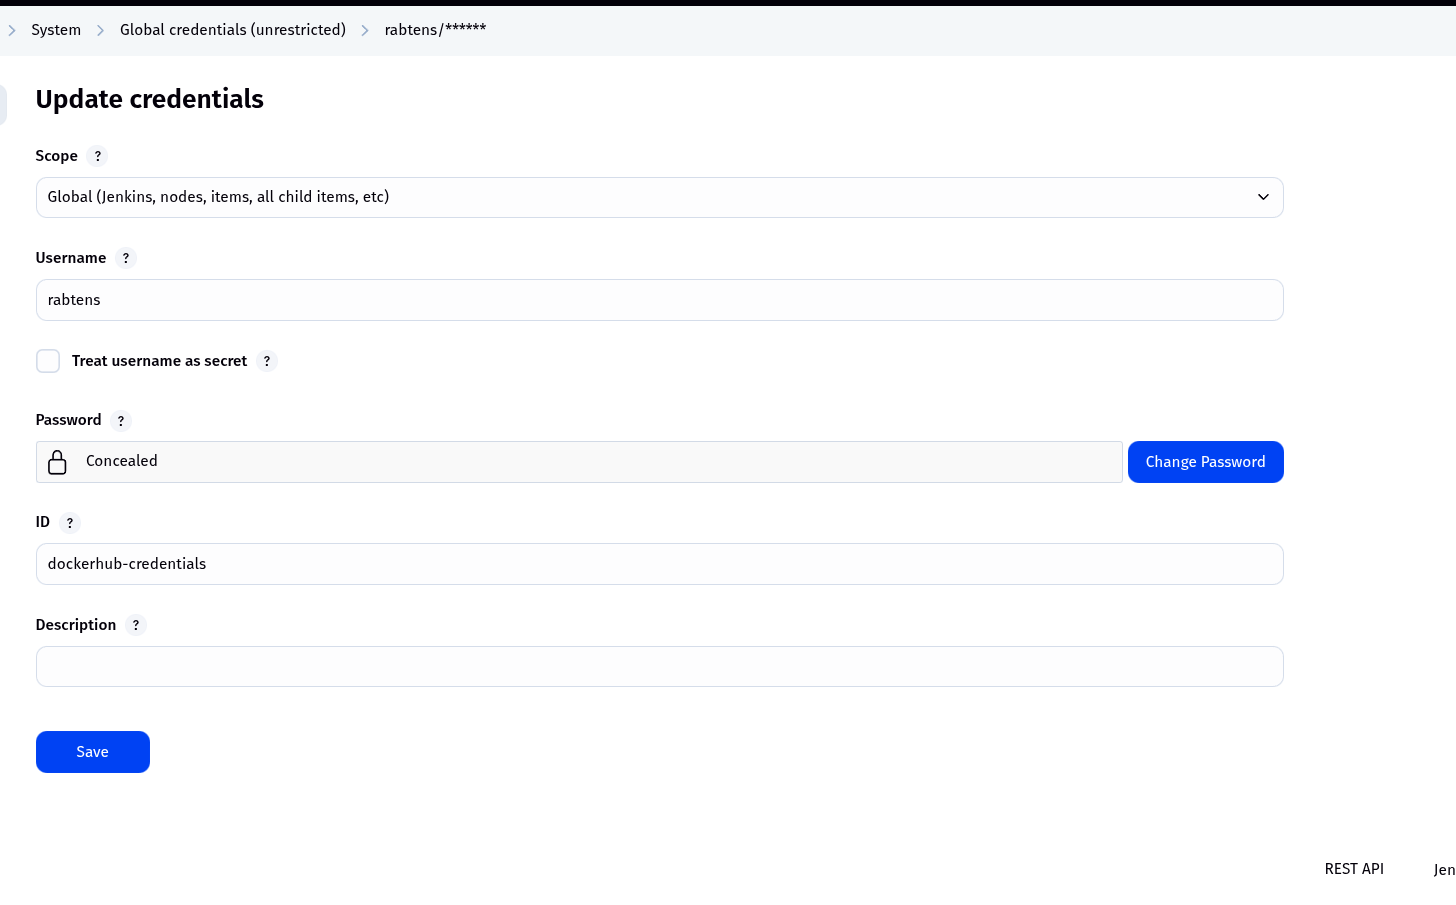 System
Global credentials (unrestricted)
rabtens/******
Update credentials
Scope ?
Global (Jenkins, nodes, items, all child items, etc)
Username ?
rabtens
Treat username as secret ?
Password ?
Concealed
Change Password
ID ?
dockerhub-credentials
Description ?
Save
REST API
Jen